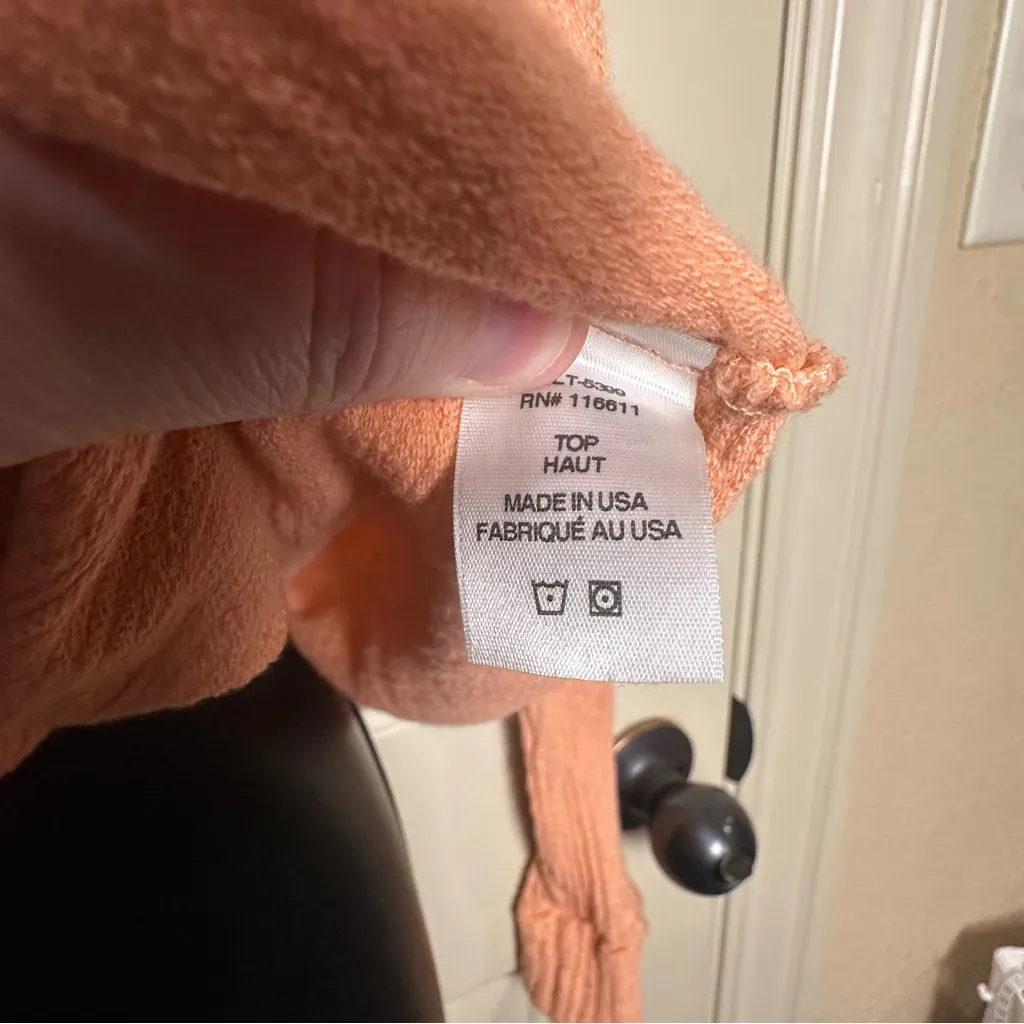 RN# 116611
TOP
HAUT
MADE IN USA
FABRIQUÉ AU USA